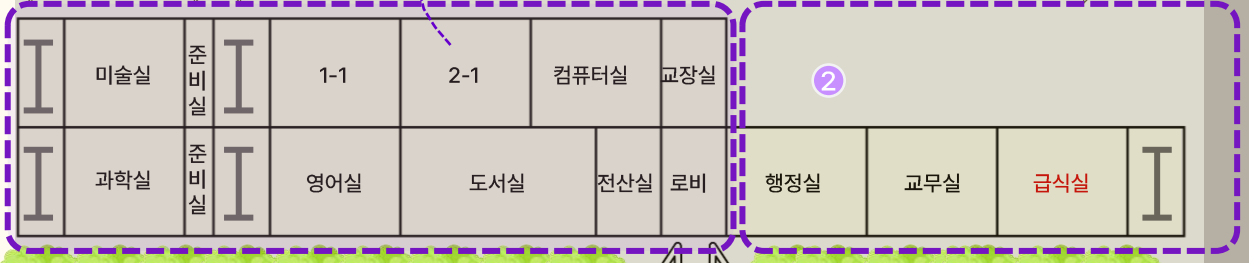 미술실
준비실
1-1
2-1
컴퓨터실
교장실
2
과학실
준비실
영어실
도서실
전산실
로비
행정실
교무실
급식실